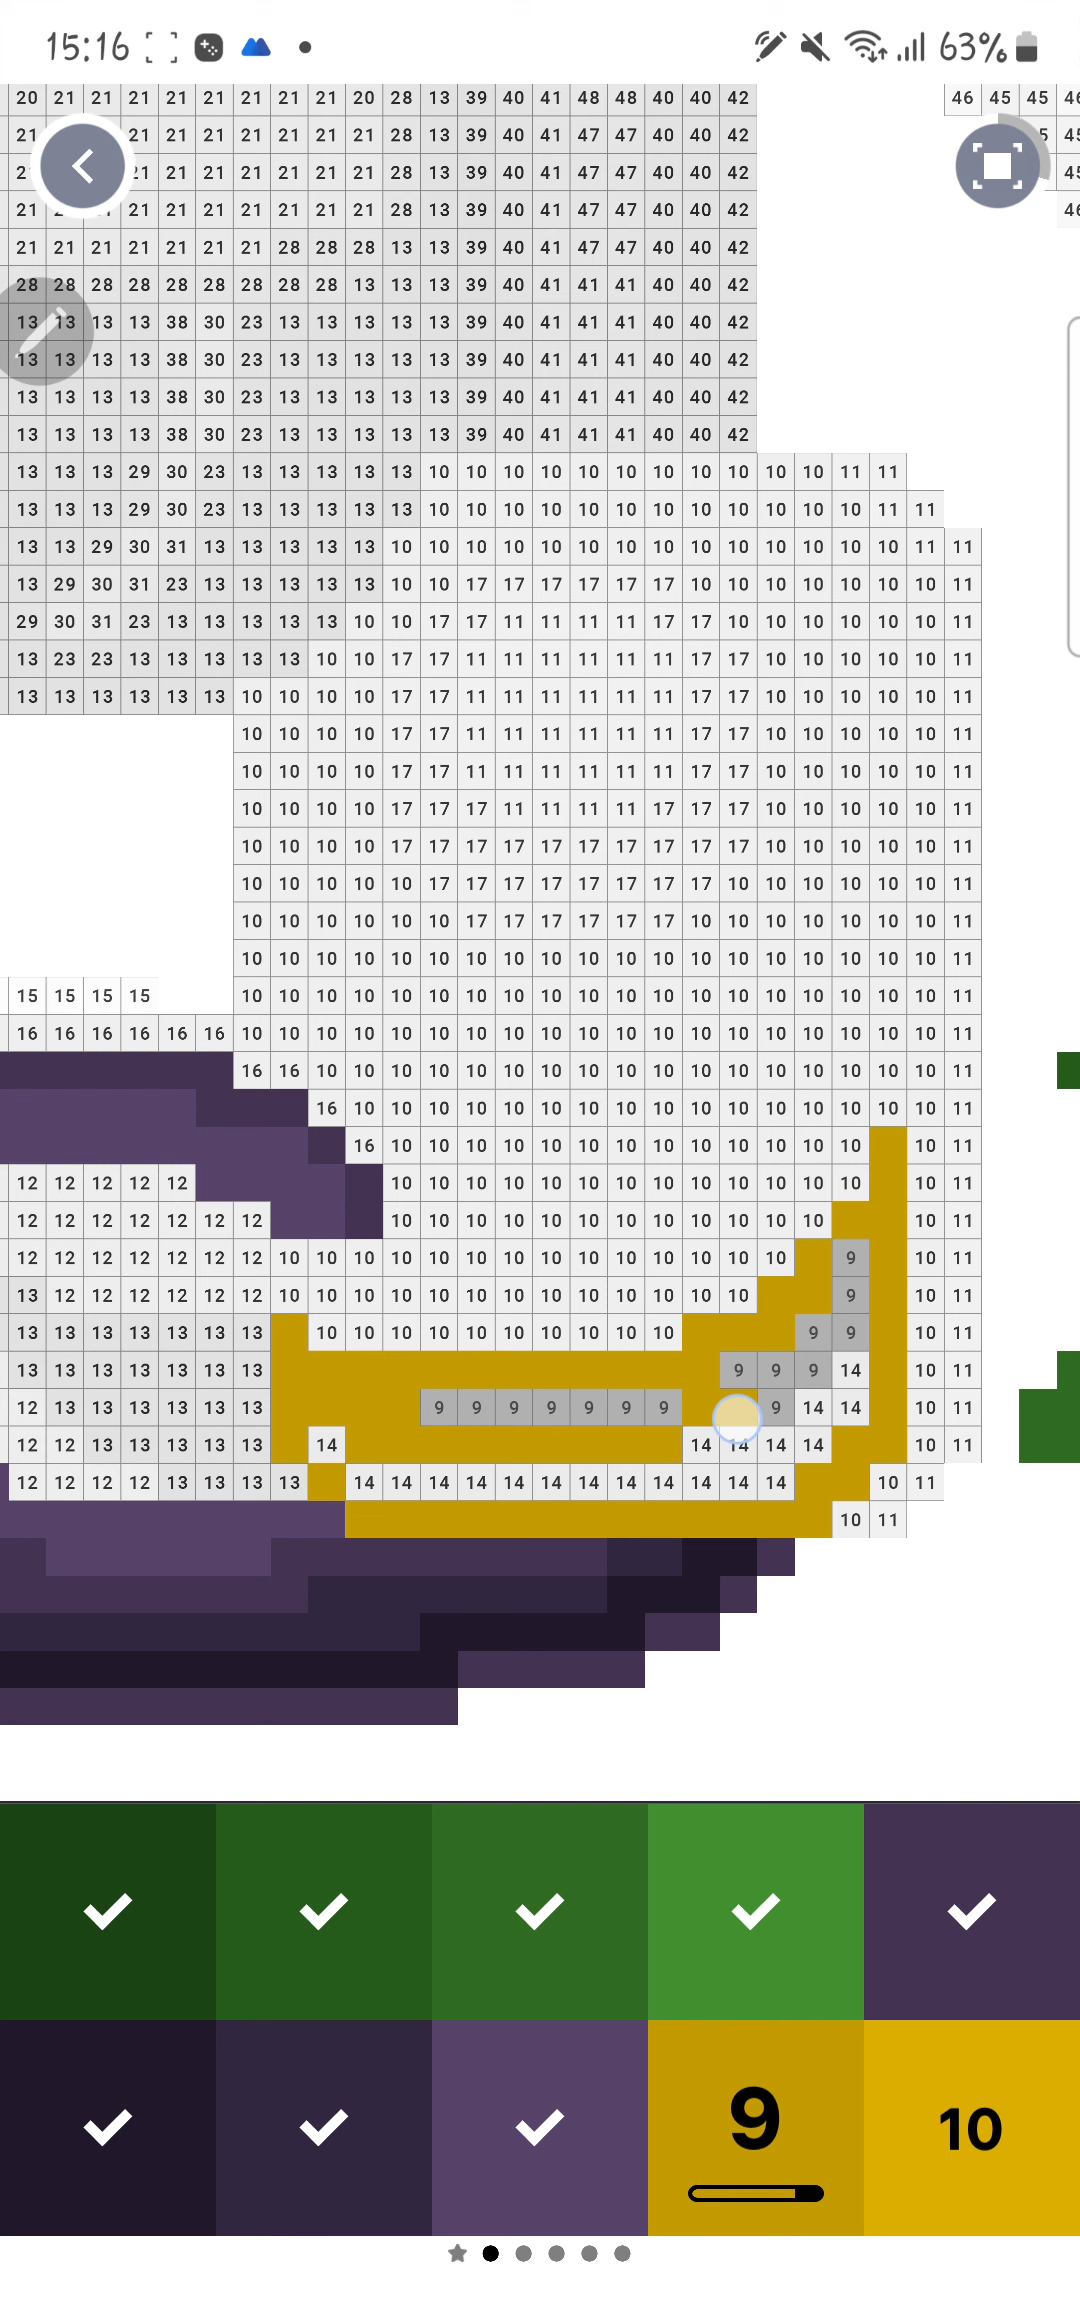 15:16 63%
20 21 21 21 21 21 21 21 21 20 28 13 39 40 41 48 48 40 40 42 46 45 45
21 21 21 21 21 21 21 28 13 39 40 41 47 47 40 40 42
21 21 21 21 21 21 21 28 13 39 40 41 47 47 40 40 42
21 21 21 21 21 21 21 21 28 13 39 40 41 47 47 40 40 42
21 21 21 21 21 21 21 28 28 28 13 13 39 40 41 47 47 40 40 42
28 28 28 28 28 28 28 28 28 13 13 13 39 40 41 41 41 40 40 42
13 13 13 13 38 30 23 13 13 13 13 13 39 40 41 41 41 40 40 42
13 13 13 13 38 30 23 13 13 13 13 13 39 40 41 41 41 40 40 42
13 13 13 13 38 30 23 13 13 13 13 13 39 40 41 41 41 40 40 42
13 13 13 13 38 30 23 13 13 13 13 13 39 40 41 41 41 40 40 42
13 13 13 29 30 23 13 13 13 13 13 10 10 10 10 10 10 10 10 10 10 10 11 11
13 13 13 29 30 23 13 13 13 13 13 10 10 10 10 10 10 10 10 10 10 10 10 11 11
13 13 29 30 31 13 13 13 13 13 10 10 10 10 10 10 10 10 10 10 10 10 10 10 11 11
13 29 30 31 23 13 13 13 13 13 10 10 17 17 17 17 17 17 10 10 10 10 10 10 10 11
29 30 31 23 13 13 13 13 13 10 10 17 17 11 11 11 11 17 17 10 10 10 10 10 10 11
13 23 23 13 13 13 13 13 10 10 17 17 11 11 11 11 11 11 17 17 10 10 10 10 10 11
13 13 13 13 13 13 10 10 10 10 17 17 11 11 11 11 11 11 17 17 10 10 10 10 10 11
10 10 10 10 17 17 11 11 11 11 11 11 17 17 10 10 10 10 10 11
10 10 10 10 17 17 11 11 11 11 11 11 17 17 10 10 10 10 10 11
10 10 10 10 17 17 17 11 11 11 11 17 17 17 10 10 10 10 10 11
10 10 10 10 17 17 17 17 17 17 17 17 17 17 10 10 10 10 10 11
10 10 10 10 10 17 17 17 17 17 17 17 17 10 10 10 10 10 10 11
10 10 10 10 10 10 17 17 17 17 17 17 10 10 10 10 10 10 10 11
10 10 10 10 10 10 10 10 10 10 10 10 10 10 10 10 10 10 10 11
15 15 15 15 10 10 10 10 10 10 10 10 10 10 10 10 10 10 10 10 10 10 10 11
16 16 16 16 16 16 10 10 10 10 10 10 10 10 10 10 10 10 10 10 10 10 10 10 10 11
16 16 10 10 10 10 10 10 10 10 10 10 10 10 10 10 10 10 10 11
16 10 10 10 10 10 10 10 10 10 10 10 10 10 10 10 10 11
16 10 10 10 10 10 10 10 10 10 10 10 10 10 10 11
12 12 12 12 12 10 10 10 10 10 10 10 10 10 10 10 10 10 10 11
12 12 12 12 12 12 12 10 10 10 10 10 10 10 10 10 10 10 10 10 11
12 12 12 12 12 12 12 10 10 10 10 10 10 10 10 10 10 10 10 10 10 9 10 11
13 12 12 12 12 12 12 10 10 10 10 10 10 10 10 10 10 10 10 10 9 10 11
13 13 13 13 13 13 13 10 10 10 10 10 10 10 10 10 10 9 9 10 11
13 13 13 13 13 13 13 9 9 9 14 10 11
12 13 13 13 13 13 13 9 9 9 9 9 9 9 9 14 14 10 11
12 12 13 13 13 13 13 14 14 14 14 14 10 11
12 12 12 12 13 13 13 13 14 14 14 14 14 14 14 14 14 14 14 14 10 11
10 11
9 10